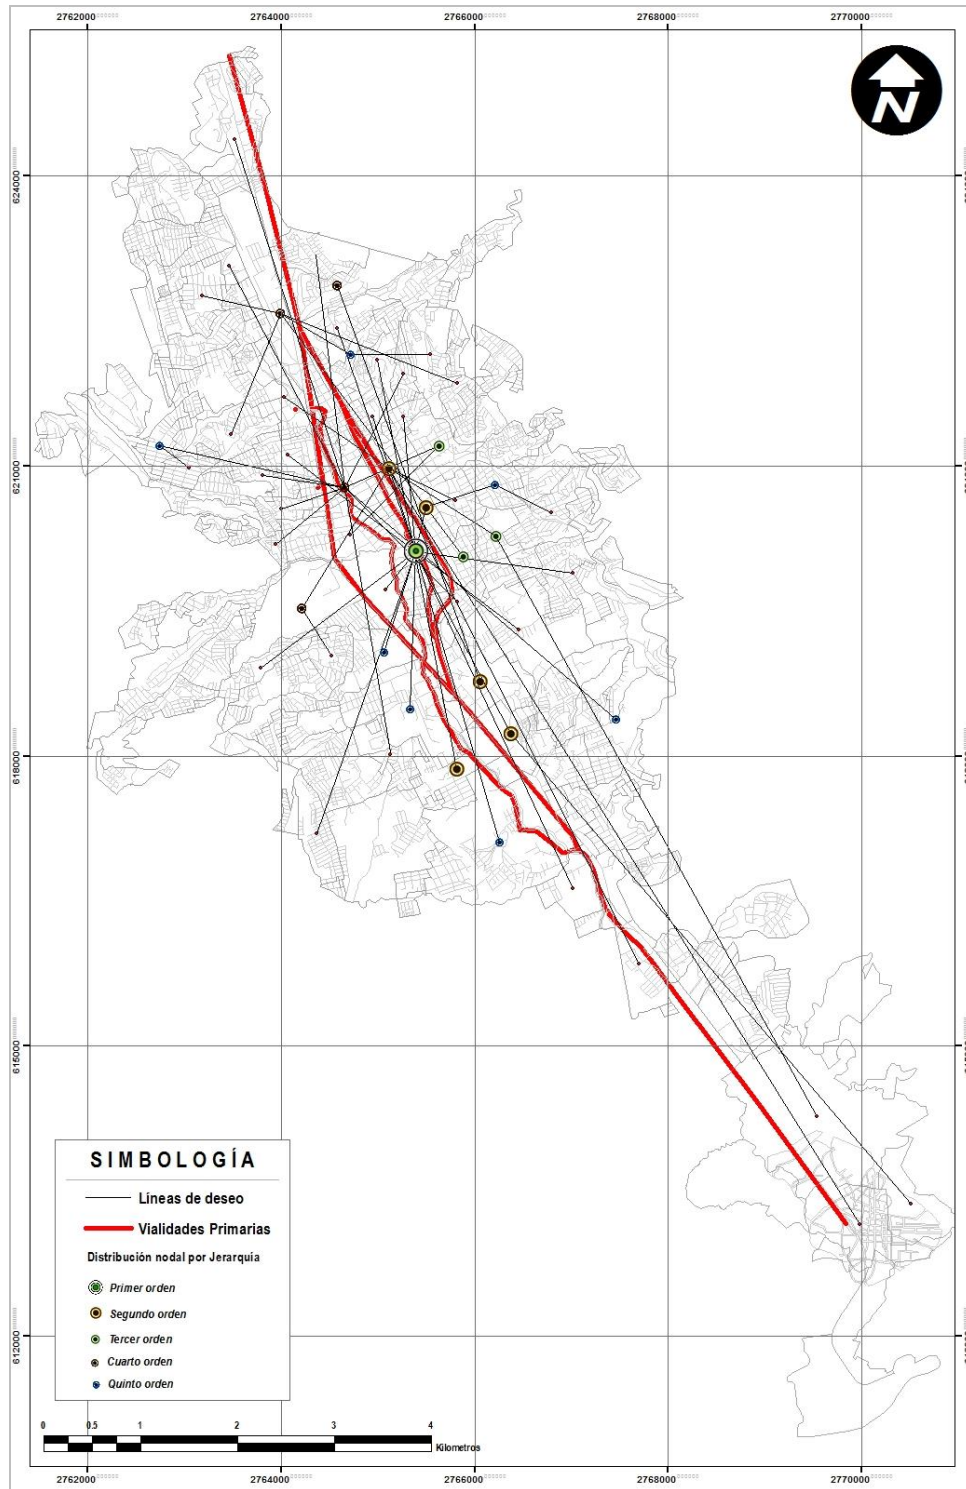 2762000 2764000 2766000 2768000 2770000
N
624000
621000
618000
615000
612000
SIMBOLOGÍA
Líneas de deseo
Vialidades Primarias
Distribución nodal por Jerarquía
Primer orden
Segundo orden
Tercer orden
Cuarto orden
Quinto orden
0 0.5 1 2 3 4
Kilometros
2762000 2764000 2766000 2768000 2770000